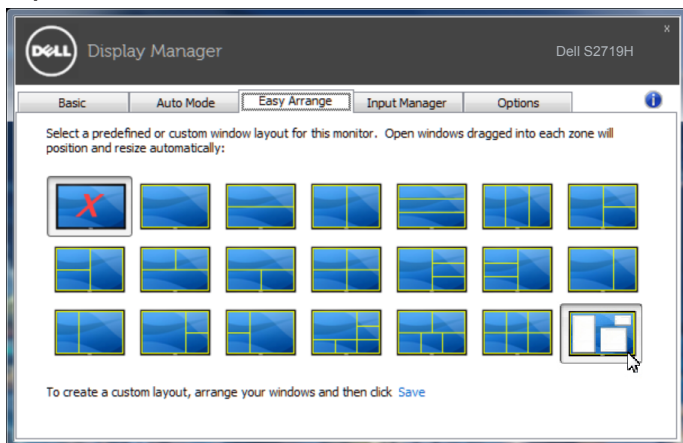 x
DELL Display Manager Dell S2719H
Basic Auto Mode Easy Arrange Input Manager Options i
Select a predefined or custom window layout for this monitor. Open windows dragged into each zone will
position and resize automatically:
X
To create a custom layout, arrange your windows and then click Save